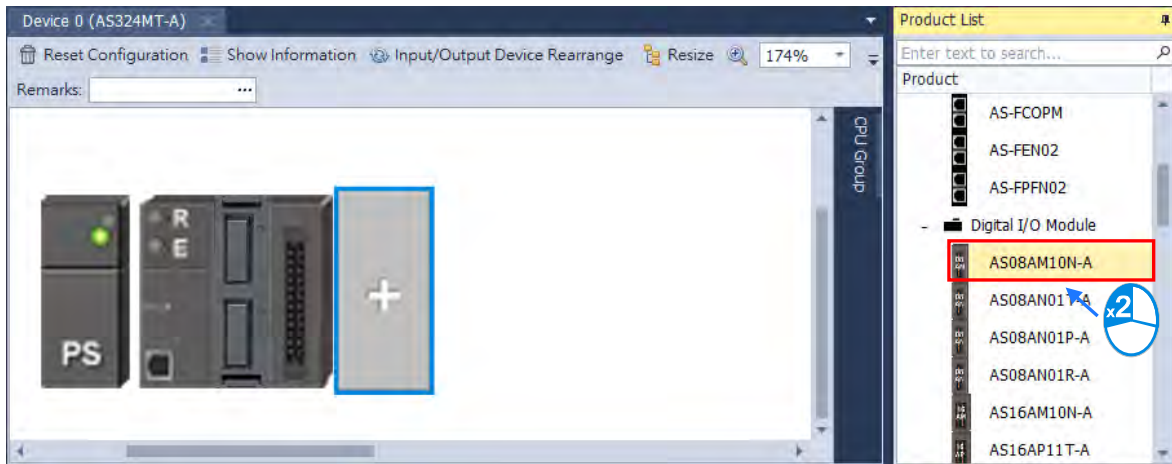 Device 0 (AS324MT-A)
Reset Configuration Show Information Input/Output Device Rearrange Resize 174%
Remarks: ...
CPU Group
R
E
PS
+
Product List
Enter text to search...
Product
AS-FCOPM
AS-FEN02
AS-FPFN02
- Digital I/O Module
AS08AM10N-A
AS08AN01T-A
x2
AS08AN01P-A
AS08AN01R-A
AS16AM10N-A
AS16AP11T-A